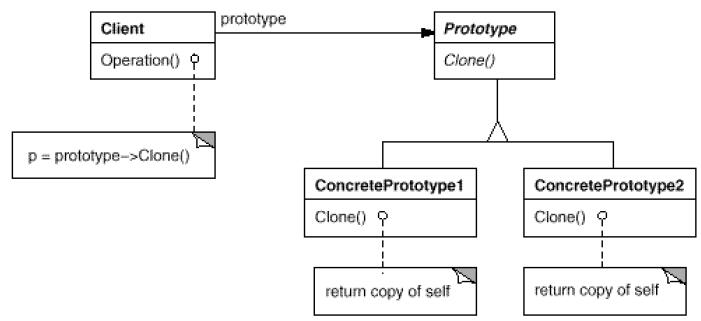 Client
prototype
Prototype
Operation()
Clone()
p = prototype->Clone()
ConcretePrototype1
ConcretePrototype2
Clone()
Clone()
return copy of self
return copy of self